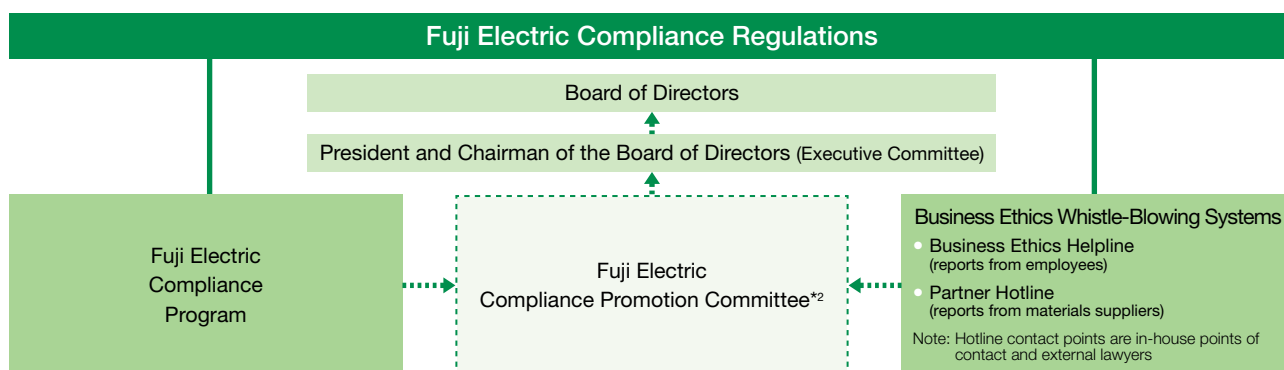 Fuji Electric Compliance Regulations
Board of Directors
President and Chairman of the Board of Directors (Executive Committee)
Fuji Electric
Compliance
Program
Fuji Electric
Compliance Promotion Committee*2
Business Ethics Whistle-Blowing Systems
• Business Ethics Helpline
(reports from employees)
• Partner Hotline
(reports from materials suppliers)
Note: Hotline contact points are in-house points of
contact and external lawyers